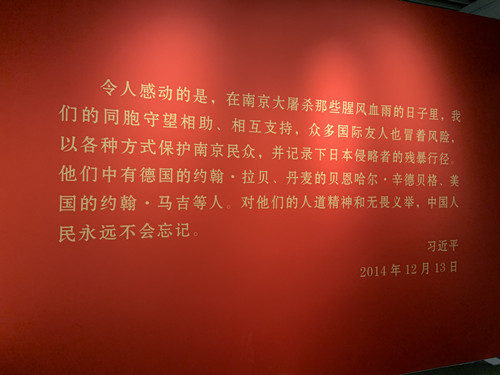 令人感动的是，在南京大屠杀那些腥风血雨的日子里，我
们的同胞守望相助、相互支持，众多国际友人也冒着风险，
以各种方式保护南京民众，并记录下日本侵略者的残暴行径。
他们中有德国的约翰·拉贝、丹麦的贝恩哈尔·辛德贝格、美
国的约翰·马吉等人。对他们的人道精神和无畏义举，中国人
民永远不会忘记。
习近平
2014年12月13日